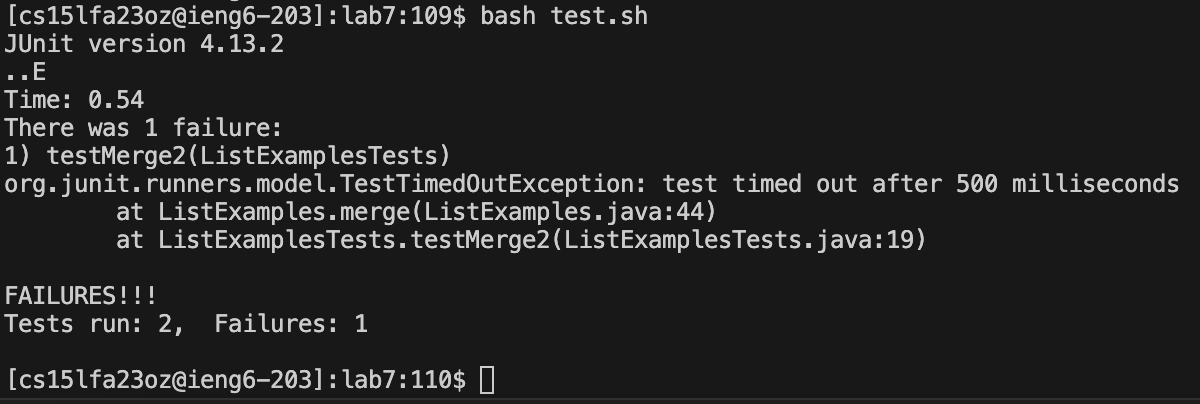 [cs15lfa23oz@ieng6-203]:lab7:109$ bash test.sh
JUnit version 4.13.2
..E
Time: 0.54
There was 1 failure:
1) testMerge2(ListExamplesTests)
org.junit.runners.model.TestTimedOutException: test timed out after 500 milliseconds
        at ListExamples.merge(ListExamples.java:44)
        at ListExamplesTests.testMerge2(ListExamplesTests.java:19)

FAILURES!!!
Tests run: 2,  Failures: 1

[cs15lfa23oz@ieng6-203]:lab7:110$